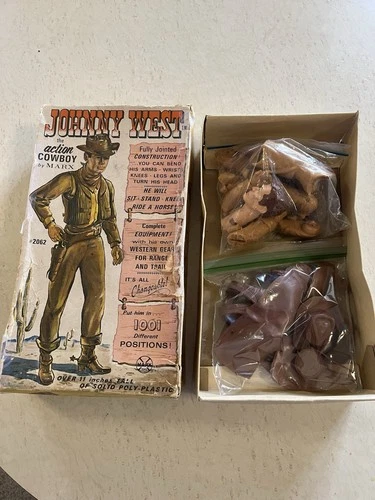 JOHNNY WEST
the
action
COWBOY
by MARX
Fully Jointed
CONSTRUCTION
YOU CAN BEND
HIS ARMS - WRIST
KNEES - LEGS AND
TURN HIS HEAD
HE WILL
SIT - STAND - KNEEL
RIDE A HORSE
Complete
EQUIPMENT
with his own
WESTERN GEAR
FOR RANGE
AND TRAIL
IT'S ALL
Changeable!
#2062
Put him in
1001
Different
POSITIONS!
MARX
OVER 11 inches TALL
OF SOLID POLY-PLASTIC